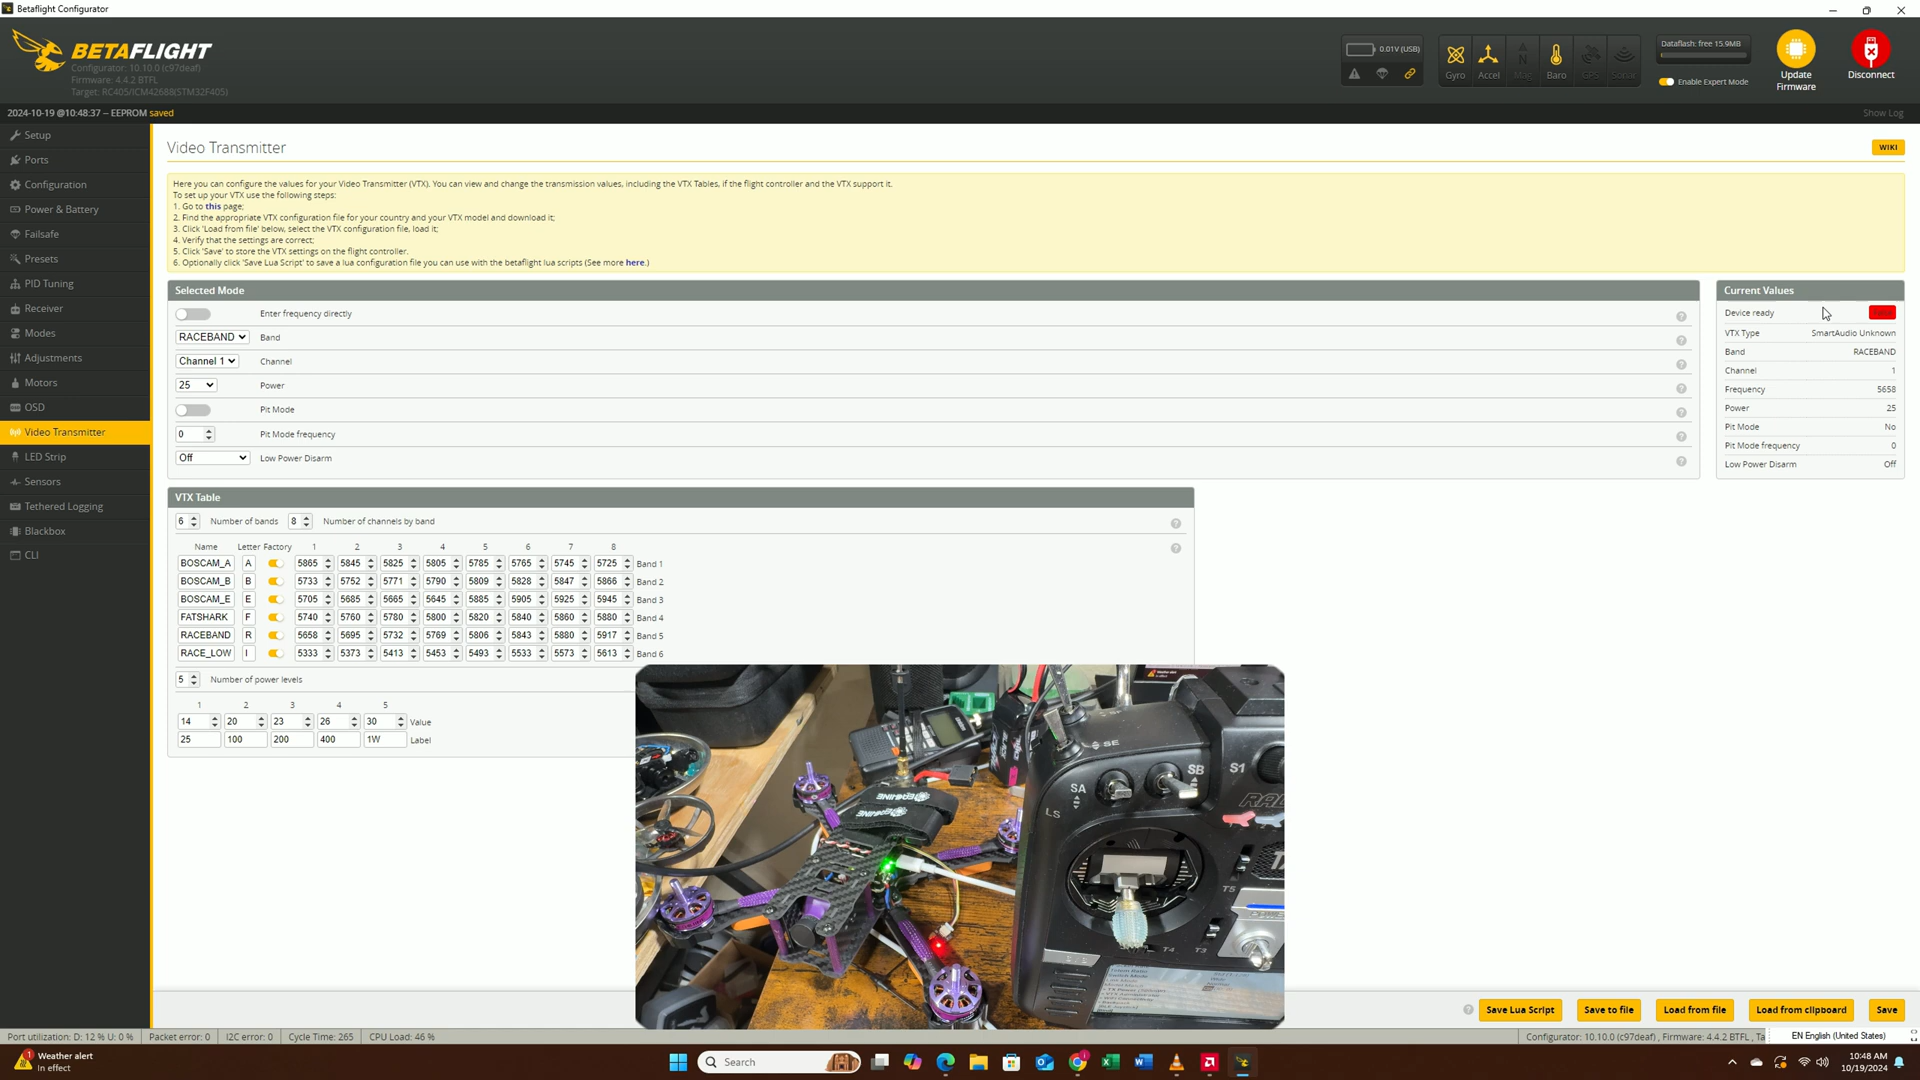 Betaflight Configurator
BETAFLIGHT
Configurator: 10.10.0 (c97deaf)
Firmware: 4.4.2 BTFL
Target: RC405/ICM42688(STM32F405)
0.01V (USB)
Gyro
Accel
Mag
Baro
GPS
Sonar
Dataflash: free 15.9MB
Enable Expert Mode
Update
Firmware
Disconnect
2024-10-19 @10:48:37 -- EEPROM saved
Show Log
Setup
Ports
Configuration
Power & Battery
Failsafe
Presets
PID Tuning
Receiver
Modes
Adjustments
Motors
OSD
Video Transmitter
LED Strip
Sensors
Tethered Logging
Blackbox
CLI
Video Transmitter
WIKI
Here you can configure the values for your Video Transmitter (VTX). You can view and change the transmission values, including the VTX Tables, if the flight controller and the VTX support it.
To set up your VTX use the following steps:
1. Go to this page;
2. Find the appropriate VTX configuration file for your country and your VTX model and download it;
3. Click 'Load from file' below, select the VTX configuration file, load it;
4. Verify that the settings are correct;
5. Click 'Save' to store the VTX settings on the flight controller.
6. Optionally click 'Save Lua Script' to save a lua configuration file you can use with the betaflight lua scripts (See more here.)
Selected Mode
Enter frequency directly
RACEBAND Band
Channel 1 Channel
25 Power
Pit Mode
0 Pit Mode frequency
Off Low Power Disarm
Current Values
Device ready
VTX Type SmartAudio Unknown
Band RACEBAND
Channel 1
Frequency 5658
Power 25
Pit Mode No
Pit Mode frequency 0
Low Power Disarm Off
VTX Table
6 Number of bands 8 Number of channels by band
Name Letter Factory 1 2 3 4 5 6 7 8
BOSCAM_A A 5865 5845 5825 5805 5785 5765 5745 5725 Band 1
BOSCAM_B B 5733 5752 5771 5790 5809 5828 5847 5866 Band 2
BOSCAM_E E 5705 5685 5665 5645 5885 5905 5925 5945 Band 3
FATSHARK F 5740 5760 5780 5800 5820 5840 5860 5880 Band 4
RACEBAND R 5658 5695 5732 5769 5806 5843 5880 5917 Band 5
RACE_LOW I 5333 5373 5413 5453 5493 5533 5573 5613 Band 6
5 Number of power levels
1 2 3 4 5
14 20 23 26 30 Value
25 100 200 400 1W Label
SE
SA
SB
S1
LS
T5
T4
T3
Save Lua Script
Save to file
Load from file
Load from clipboard
Save
Port utilization: D: 12 % U: 0 %
Packet error: 0
I2C error: 0
Cycle Time: 265
CPU Load: 46 %
Configurator: 10.10.0 (c97deaf) , Firmware: 4.4.2 BTFL , Ta
EN English (United States)
1
Weather alert
In effect
Search
10:48 AM
10/19/2024